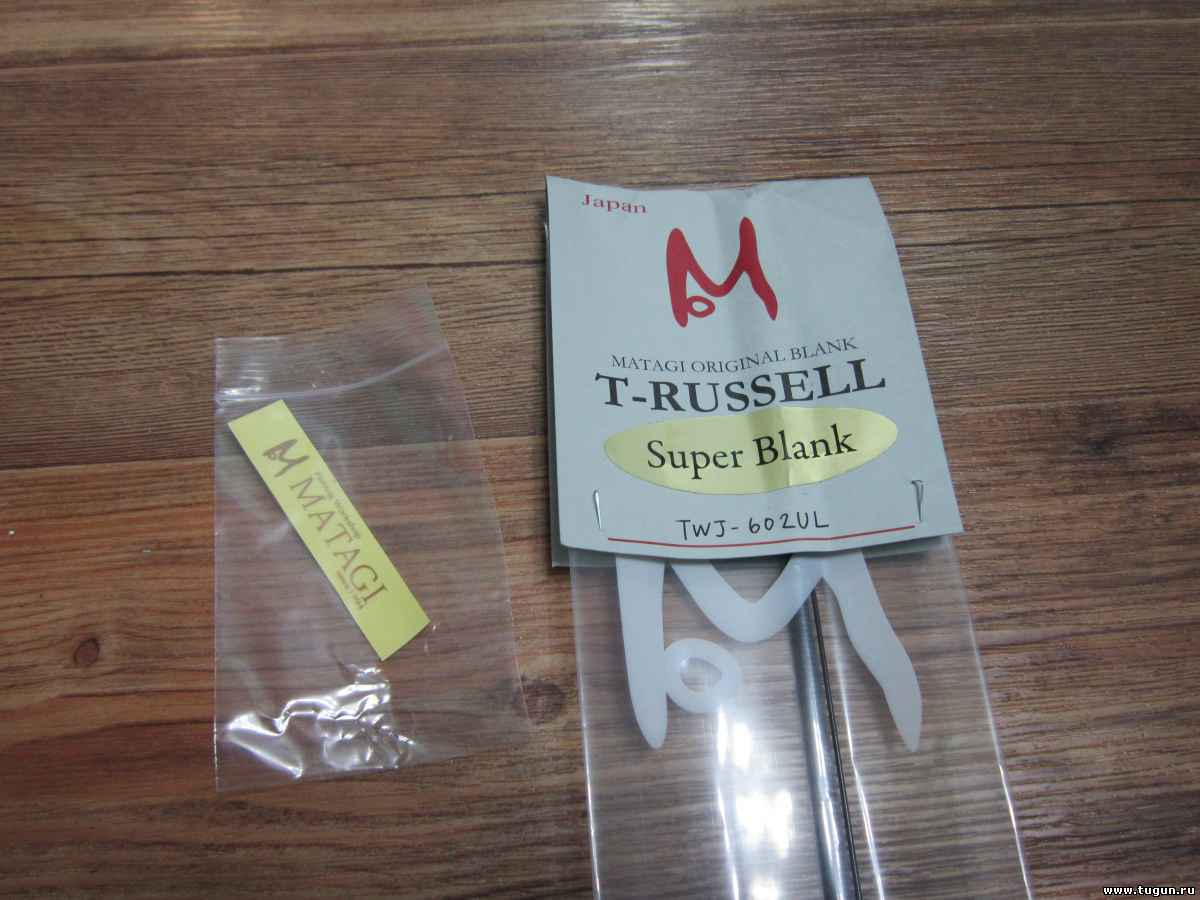 Japan
MATAGI ORIGINAL BLANK
T-RUSSELL
Super Blank
TWJ-602UL
MATAGI
www.tugun.ru